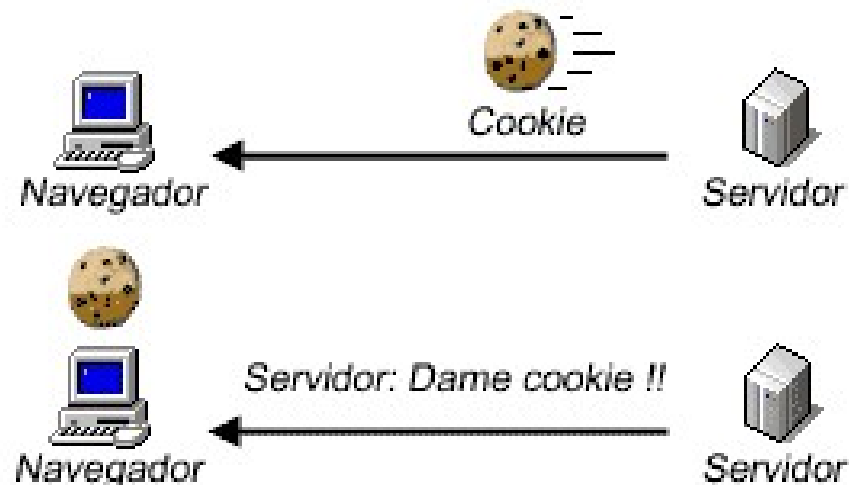 Cookie
Navegador
Servidor
Servidor: Dame cookie !!
Navegador
Servidor